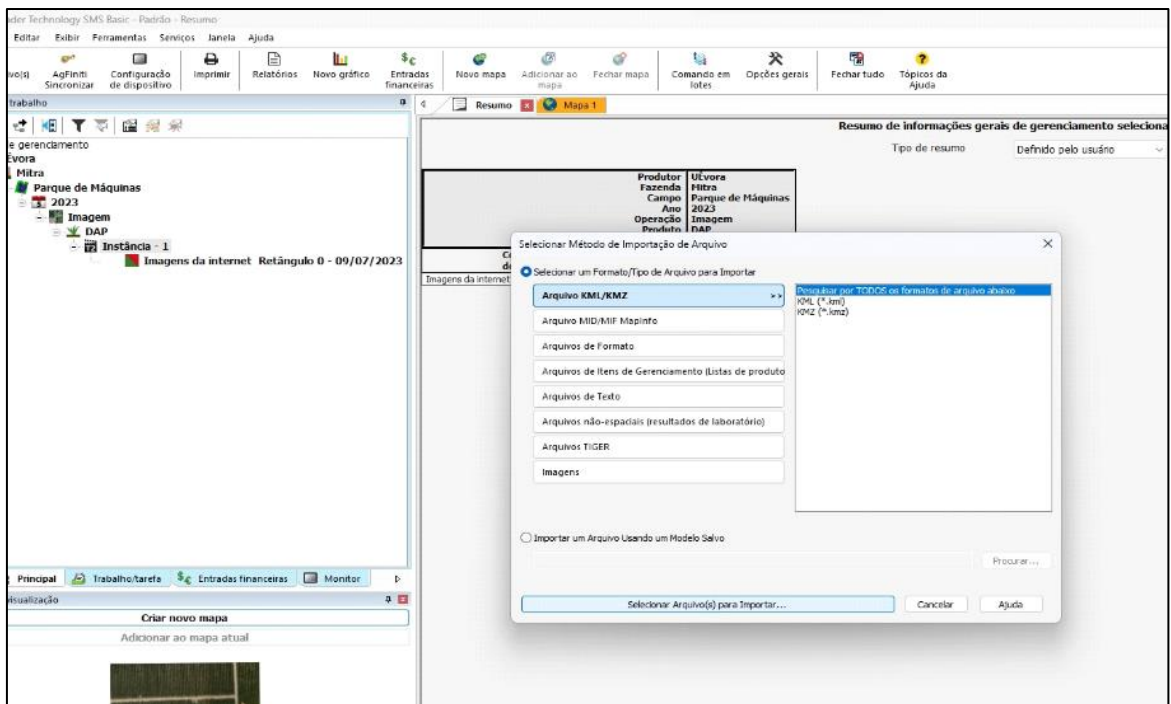 der Technology SMS Basic - Padrão - Resumo
Editar Exibir Ferramentas Serviços Janela Ajuda
vo(s) AgFiniti Sincronizar Configuração de dispositivo Imprimir Relatórios Novo gráfico Entradas financeiras Novo mapa Adicionar ao mapa Fechar mapa Comando em lotes Opções gerais Fechar tudo Tópicos da Ajuda
trabalho
Resumo Mapa 1
e gerenciamento
Évora
Mitra
Parque de Máquinas
2023
Imagem
DAP
Instância - 1
Imagens da internet Retângulo 0 - 09/07/2023
Resumo de informações gerais de gerenciamento seleciona
Tipo de resumo Definido pelo usuário
Produtor UÉvora
Fazenda Mitra
Campo Parque de Máquinas
Ano 2023
Operação Imagem
Produto DAP
Imagens da internet
Selecionar Método de Importação de Arquivo
Selecionar um Formato/Tipo de Arquivo para Importar
Arquivo KML/KMZ >>
Arquivo MID/MIF MapInfo
Arquivos de Formato
Arquivos de Itens de Gerenciamento (Listas de produto
Arquivos de Texto
Arquivos não-espaciais (resultados de laboratório)
Arquivos TIGER
Imagens
Pesquisar por TODOS os formatos de arquivo abaixo
KML (*.kml)
KMZ (*.kmz)
Importar um Arquivo Usando um Modelo Salvo
Procurar...
Selecionar Arquivo(s) para Importar... Cancelar Ajuda
Principal Trabalho/tarefa Entradas financeiras Monitor
isualização
Criar novo mapa
Adicionar ao mapa atual